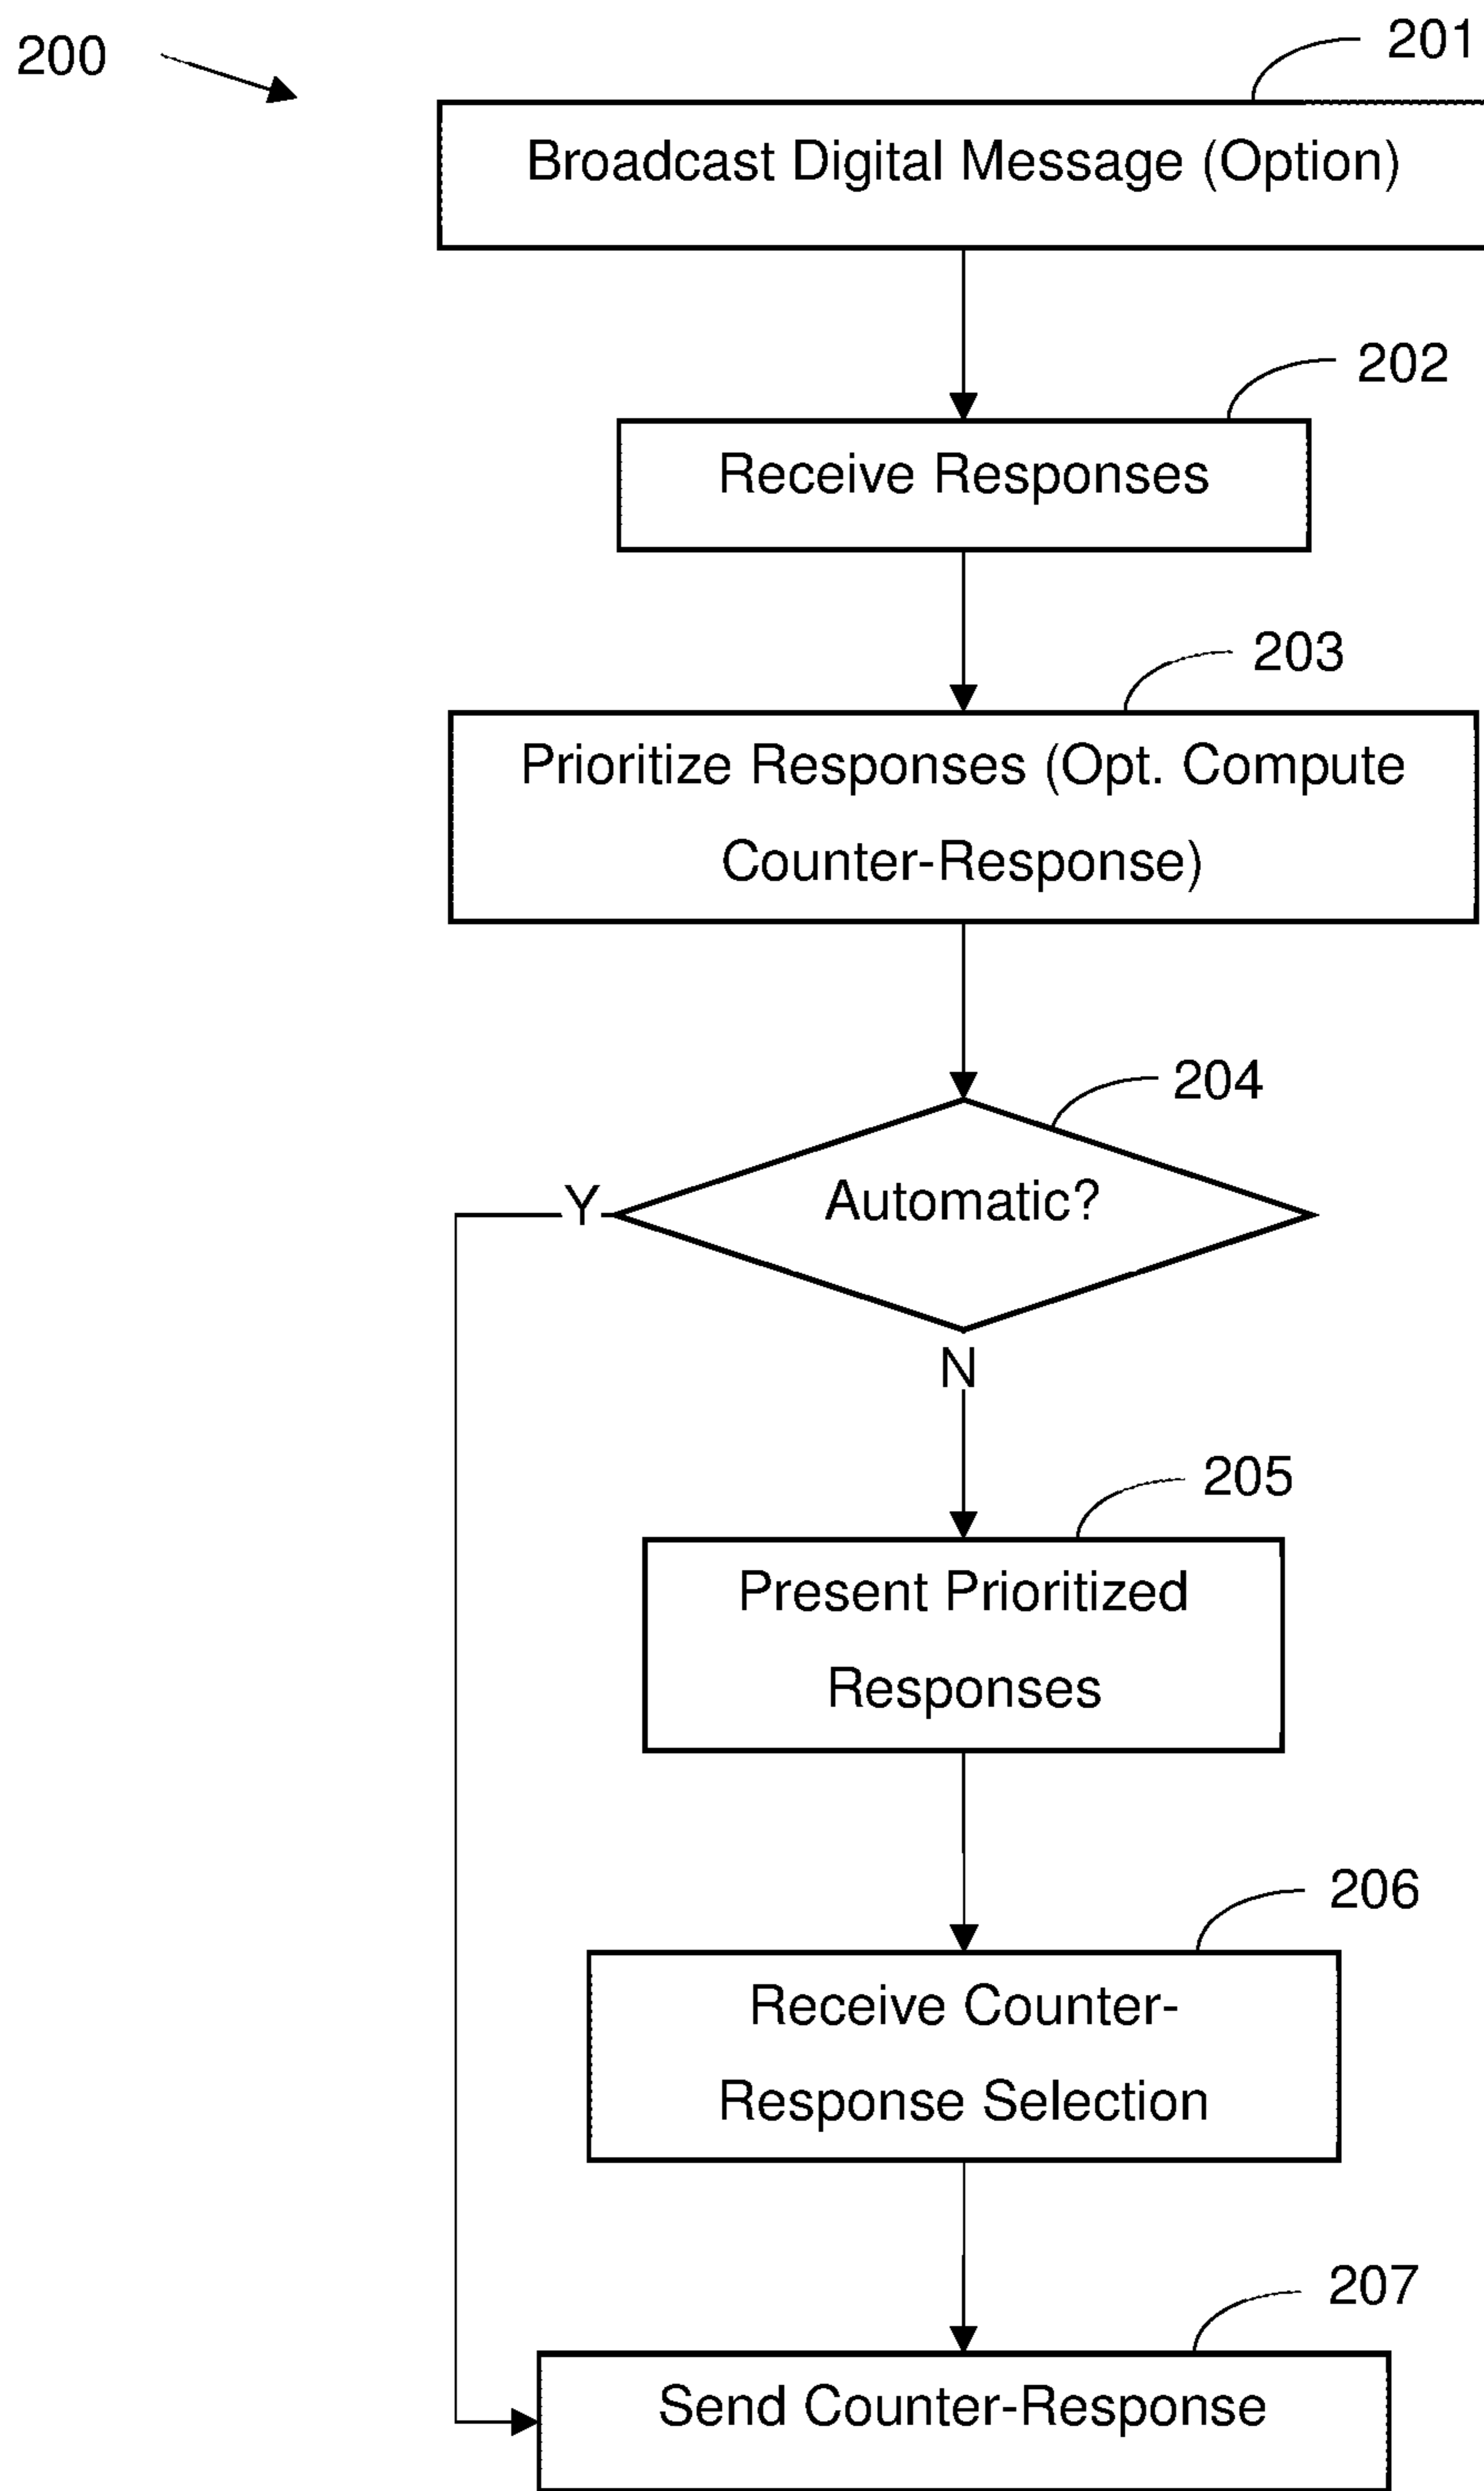 200
201
Broadcast Digital Message (Option)
202
Receive Responses
203
Prioritize Responses (Opt. Compute
Counter-Response)
204
Automatic?
Y
N
205
Present Prioritized
Responses
206
Receive Counter-
Response Selection
207
Send Counter-Response